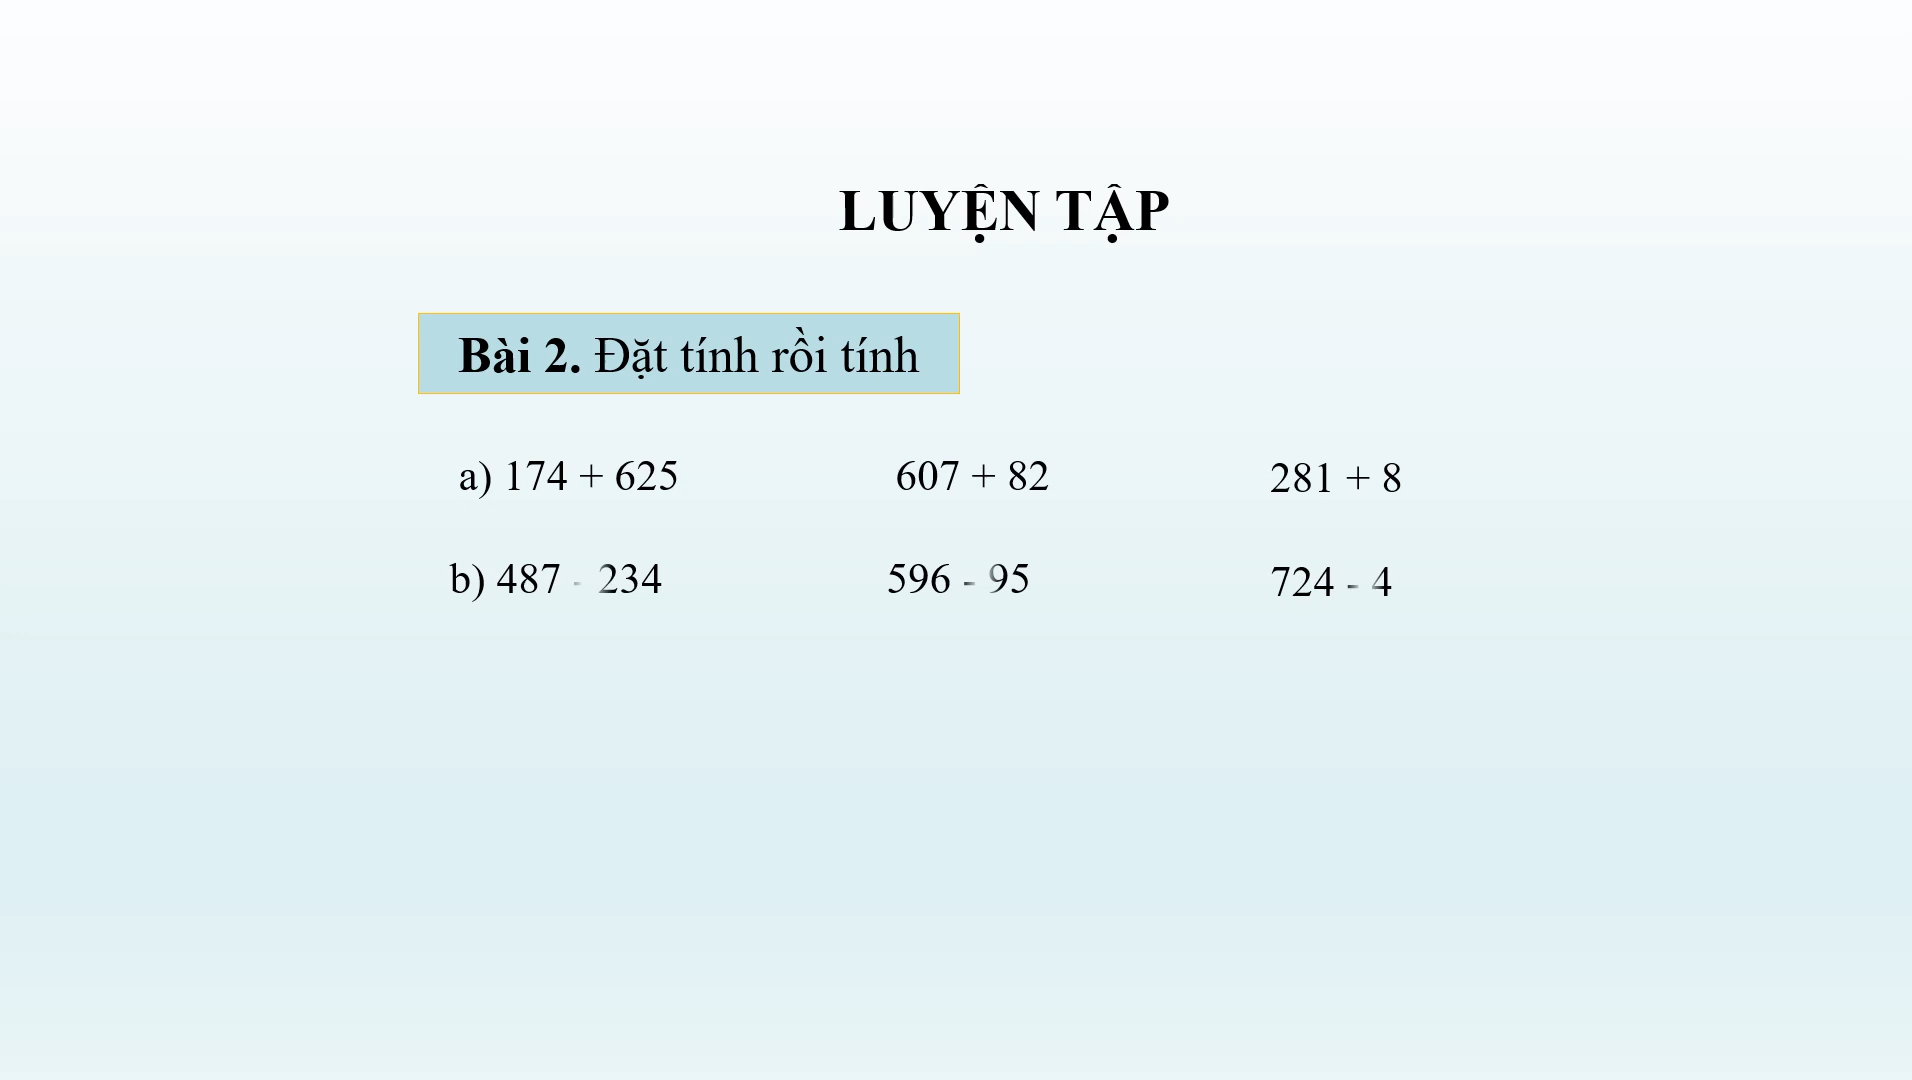 LUYỆN TẬP
Bài 2. Đặt tính rồi tính
a) 174 + 625 607 + 82 281 + 8
b) 487 - 234 596 - 95 724 - 4